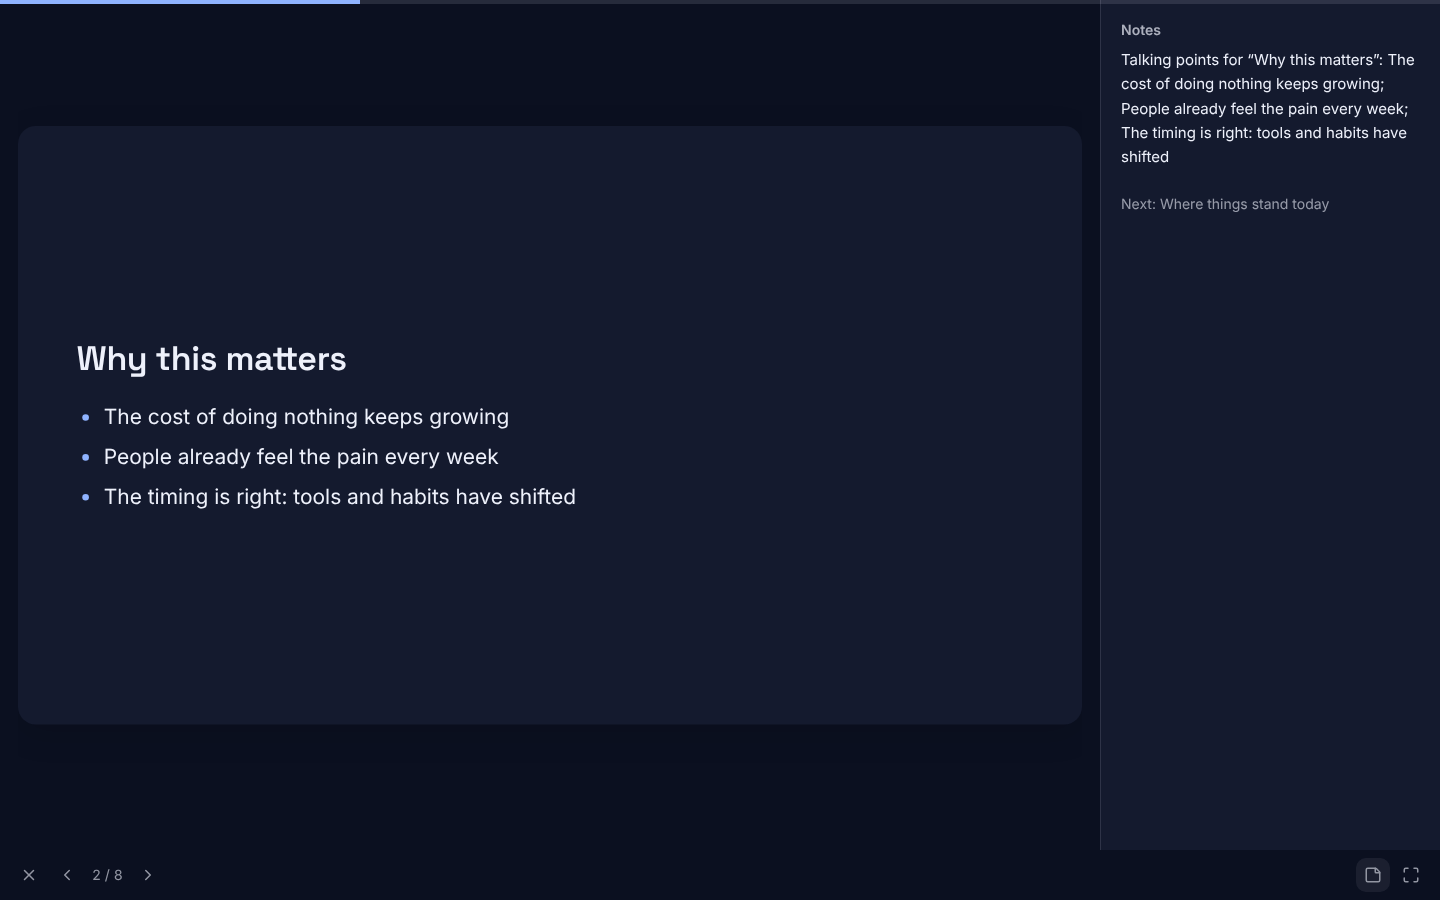 Why this matters
The cost of doing nothing keeps growing
People already feel the pain every week
The timing is right: tools and habits have shifted
Notes
Talking points for “Why this matters”: The
cost of doing nothing keeps growing;
People already feel the pain every week;
The timing is right: tools and habits have
shifted
Next: Where things stand today
2 / 8